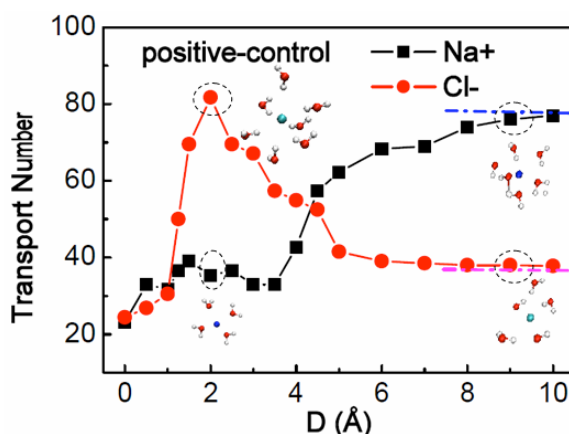 100
80
60
40
20
Transport Number
positive-control
Na+
Cl-
0
2
4
6
8
10
D (Å)